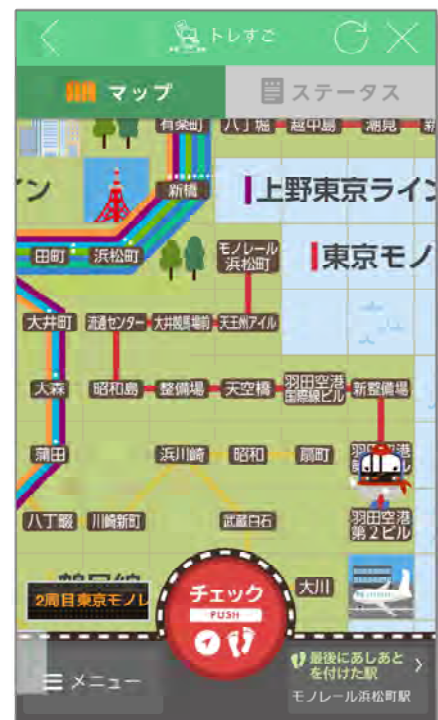 トレすご
マップ
ステータス
有楽町
八丁堀
越中島
潮見
新
ン
新橋
上野東京ライン
田町
浜松町
モノレール
浜松町
東京モノ
大井町
流通センター
大井競馬場前
天王洲アイル
大森
昭和島
整備場
天空橋
羽田空港
国際線ビル
新整備場
蒲田
浜川崎
昭和
扇町
羽田空港
八丁畷
川崎新町
武蔵白石
羽田空港
第2ビル
2周目東京モノレ
チェック
PUSH
大川
メニュー
最後にあしあと
を付けた駅
モノレール浜松町駅